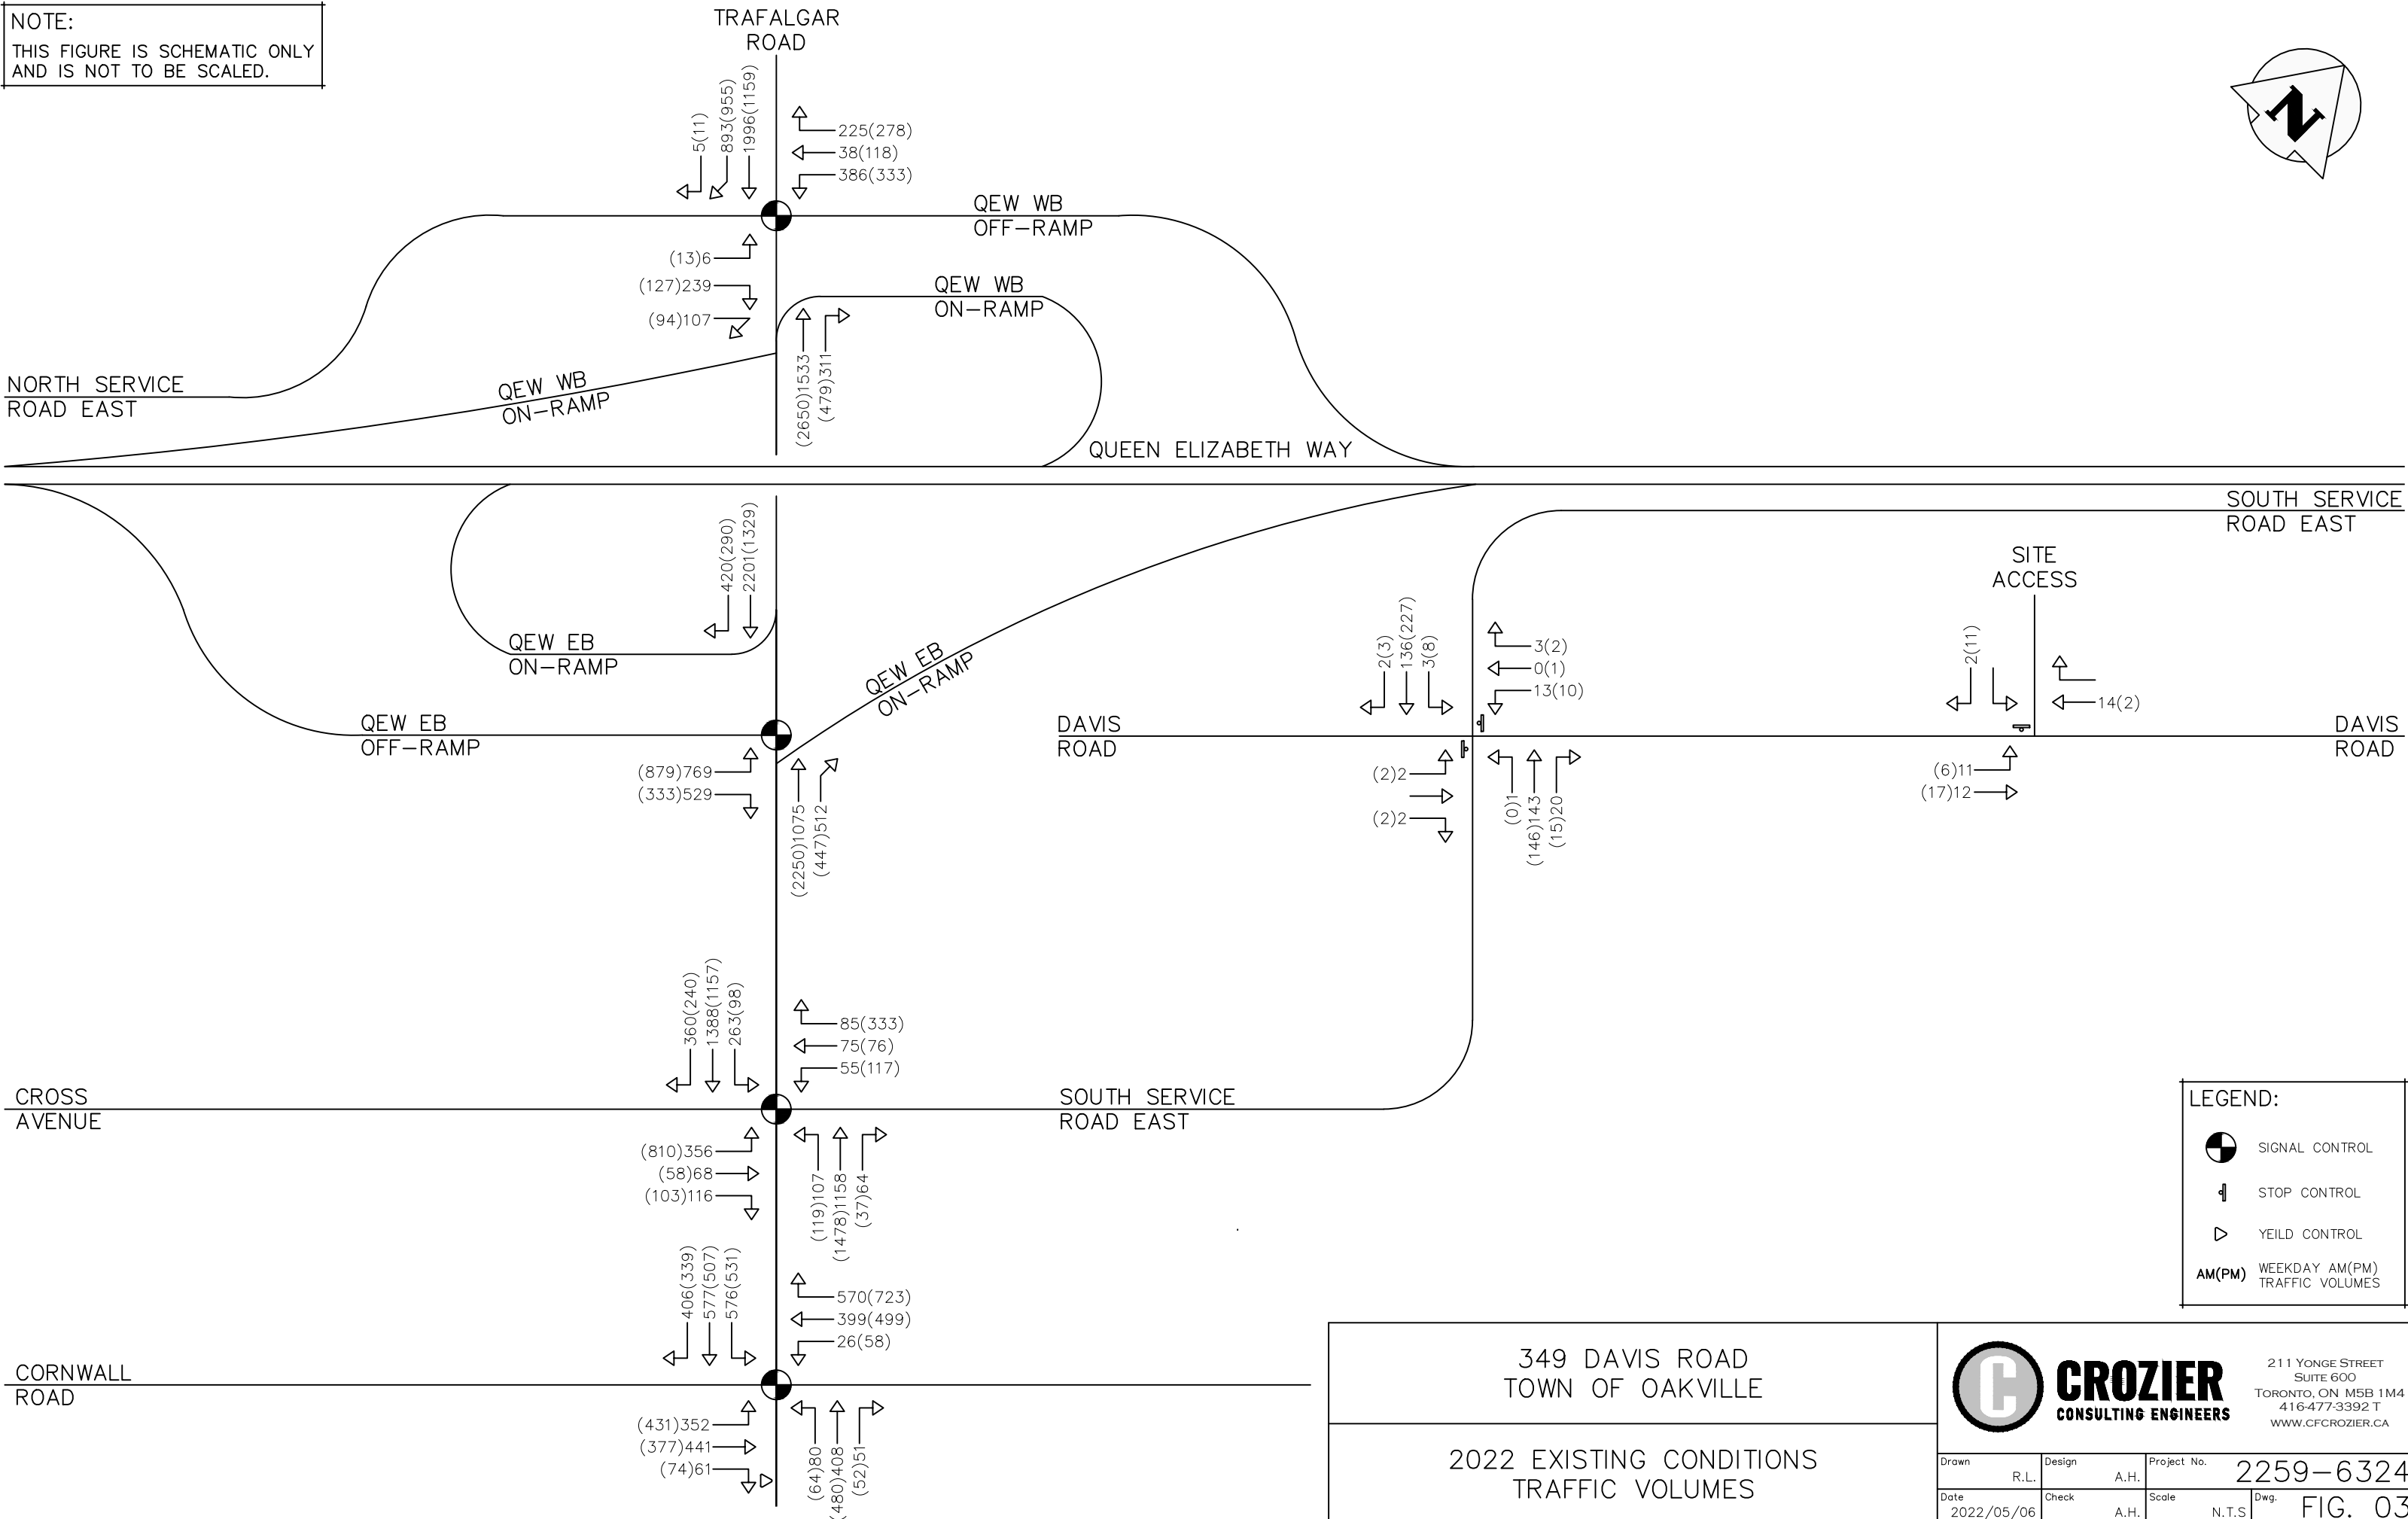 NOTE:
THIS FIGURE IS SCHEMATIC ONLY
AND IS NOT TO BE SCALED.
TRAFALGAR
ROAD
N
5(11)
893(955)
1996(1159)
225(278)
38(118)
386(333)
QEW WB
OFF-RAMP
(13)6
(127)239
(94)107
QEW WB
ON-RAMP
(2650)1533
(479)311
NORTH SERVICE
ROAD EAST
QEW WB
ON-RAMP
QUEEN ELIZABETH WAY
SOUTH SERVICE
ROAD EAST
420(290)
2201(1329)
QEW EB
ON-RAMP
QEW EB
ON-RAMP
SITE
ACCESS
2(3)
136(227)
3(8)
3(2)
0(1)
13(10)
2(11)
14(2)
QEW EB
OFF-RAMP
DAVIS
ROAD
DAVIS
ROAD
(879)769
(333)529
(2250)1075
(447)512
(2)2
(2)2
(0)1
(146)143
(15)20
(6)11
(17)12
360(240)
1388(1157)
263(98)
85(333)
75(76)
55(117)
CROSS
AVENUE
SOUTH SERVICE
ROAD EAST
(810)356
(58)68
(103)116
(119)107
(1478)1158
(37)64
LEGEND:
SIGNAL CONTROL
STOP CONTROL
YEILD CONTROL
AM(PM)
WEEKDAY AM(PM)
TRAFFIC VOLUMES
406(339)
577(507)
576(531)
570(723)
399(499)
26(58)
CORNWALL
ROAD
(431)352
(377)441
(74)61
(64)80
(480)408
(52)51
349 DAVIS ROAD
TOWN OF OAKVILLE
2022 EXISTING CONDITIONS
TRAFFIC VOLUMES
C
CROZIER
CONSULTING ENGINEERS
211 YONGE STREET
SUITE 600
TORONTO, ON M5B 1M4
416-477-3392 T
WWW.CFCROZIER.CA
Drawn
R.L.
Design
A.H.
Project No.
2259-6324
Date
2022/05/06
Check
A.H.
Scale
N.T.S
Dwg.
FIG. 03